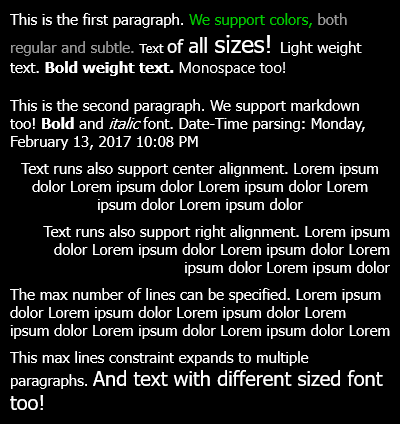 This is the first paragraph. We support colors, both
regular and subtle. Text of all sizes! Light weight
text. Bold weight text. Monospace too!
This is the second paragraph. We support markdown
too! Bold and italic font. Date-Time parsing: Monday,
February 13, 2017 10:08 PM
Text runs also support center alignment. Lorem ipsum
dolor Lorem ipsum dolor Lorem ipsum dolor Lorem
ipsum dolor Lorem ipsum dolor
Text runs also support right alignment. Lorem ipsum
dolor Lorem ipsum dolor Lorem ipsum dolor Lorem
ipsum dolor Lorem ipsum dolor
The max number of lines can be specified. Lorem ipsum
dolor Lorem ipsum dolor Lorem ipsum dolor Lorem
ipsum dolor Lorem ipsum dolor Lorem ipsum dolor Lorem
This max lines constraint expands to multiple
paragraphs. And text with different sized font
too!